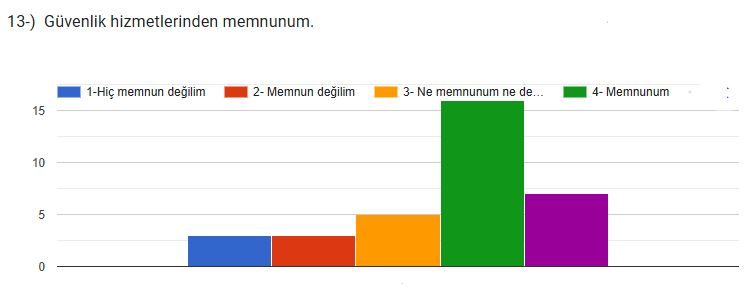 13-) Güvenlik hizmetlerinden memnunum.
1-Hiç memnun değilim 2- Memnun değilim 3- Ne memnunum ne de... 4- Memnunum
15
10
5
0